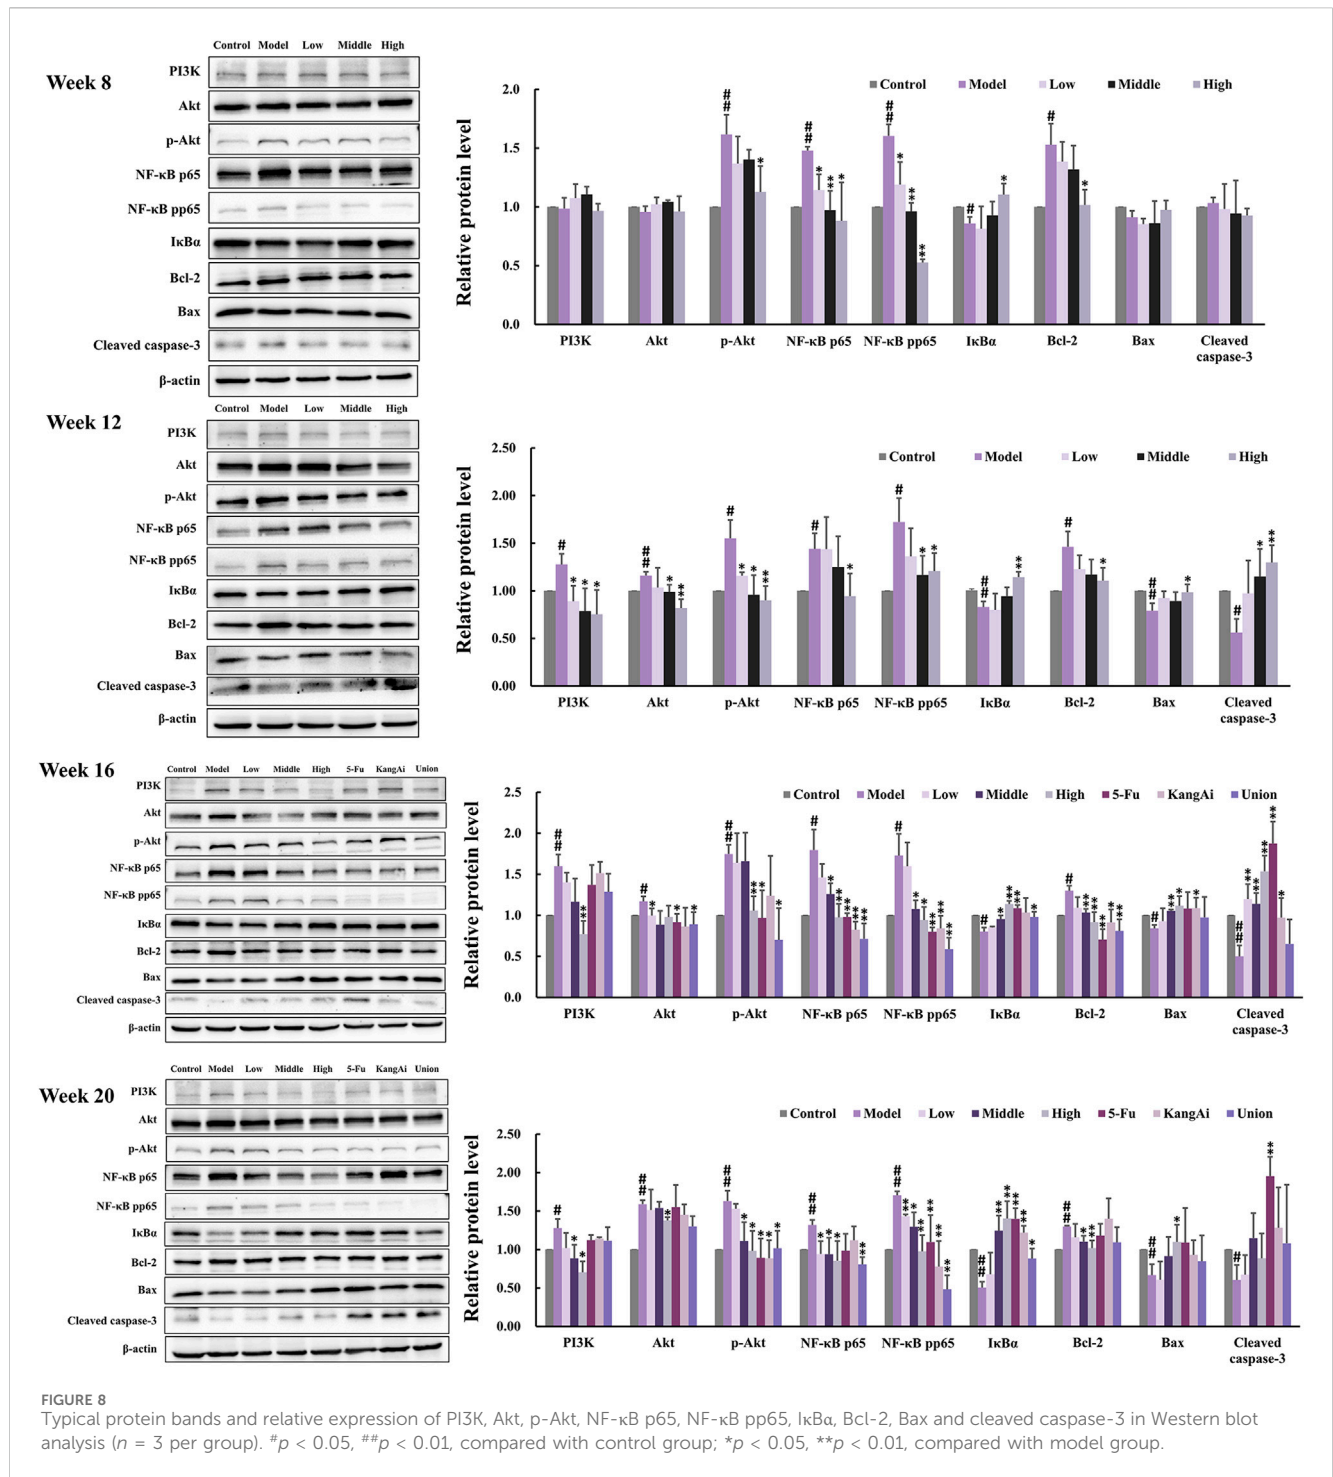 Control Model Low Middle High
Week 8
PI3K
Akt
p-Akt
NF-κB p65
NF-κB pp65
IκBα
Bcl-2
Bax
Cleaved caspase-3
β-actin
Relative protein level
2.0
1.5
1.0
0.5
0.0
Control Model Low Middle High
## # * ** # *
PI3K Akt p-Akt NF-κB p65 NF-κB pp65 IκBα Bcl-2 Bax Cleaved
caspase-3
Control Model Low Middle High
Week 12
PI3K
Akt
p-Akt
NF-κB p65
NF-κB pp65
IκBα
Bcl-2
Bax
Cleaved caspase-3
β-actin
Relative protein level
2.50
2.00
1.50
1.00
0.50
0.00
Control Model Low Middle High
PI3K Akt p-Akt NF-κB p65 NF-κB pp65 IκBα Bcl-2 Bax Cleaved
caspase-3
Week 16
Control Model Low Middle High 5-Fu KangAi Union
PI3K
Akt
p-Akt
NF-κB p65
NF-κB pp65
IκBα
Bcl-2
Bax
Cleaved caspase-3
β-actin
Relative protein level
2.5
2.0
1.5
1.0
0.5
0.0
Control Model Low Middle High 5-Fu KangAi Union
PI3K Akt p-Akt NF-κB p65 NF-κB pp65 IκBα Bcl-2 Bax Cleaved
caspase-3
Control Model Low Middle High 5-Fu KangAi Union
Week 20
PI3K
Akt
p-Akt
NF-κB p65
NF-κB pp65
IκBα
Bcl-2
Bax
Cleaved caspase-3
β-actin
Relative protein level
2.50
2.00
1.50
1.00
0.50
0.00
Control Model Low Middle High 5-Fu KangAi Union
PI3K Akt p-Akt NF-κB p65 NF-κB pp65 IκBα Bcl-2 Bax Cleaved
caspase-3
FIGURE 8
Typical protein bands and relative expression of PI3K, Akt, p-Akt, NF-κB p65, NF-κB pp65, IκBα, Bcl-2, Bax and cleaved caspase-3 in Western blot
analysis (n = 3 per group). #p < 0.05, ##p < 0.01, compared with control group; *p < 0.05, **p < 0.01, compared with model group.